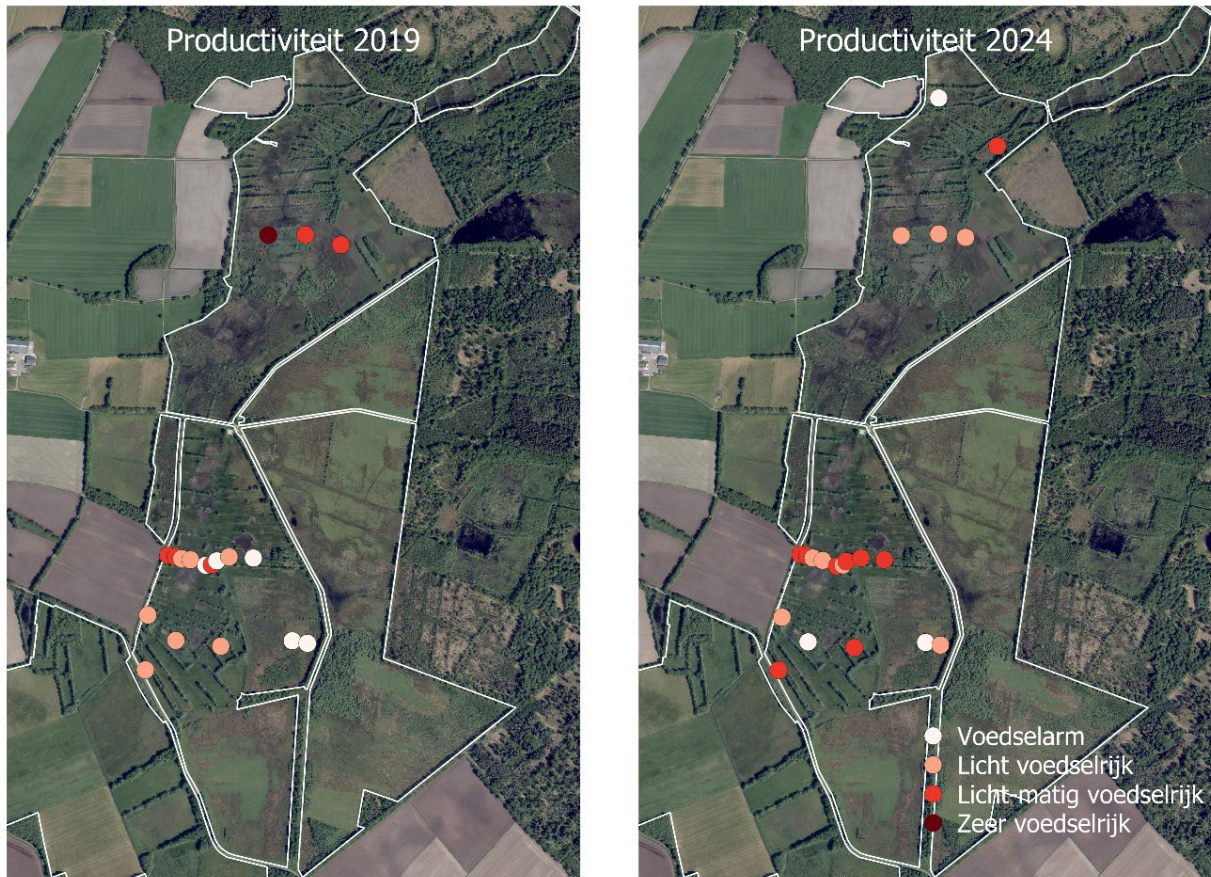 Productiviteit 2019
Productiviteit 2024
Voedselarm
Licht voedselrijk
Licht-matig voedselrijk
Zeer voedselrijk